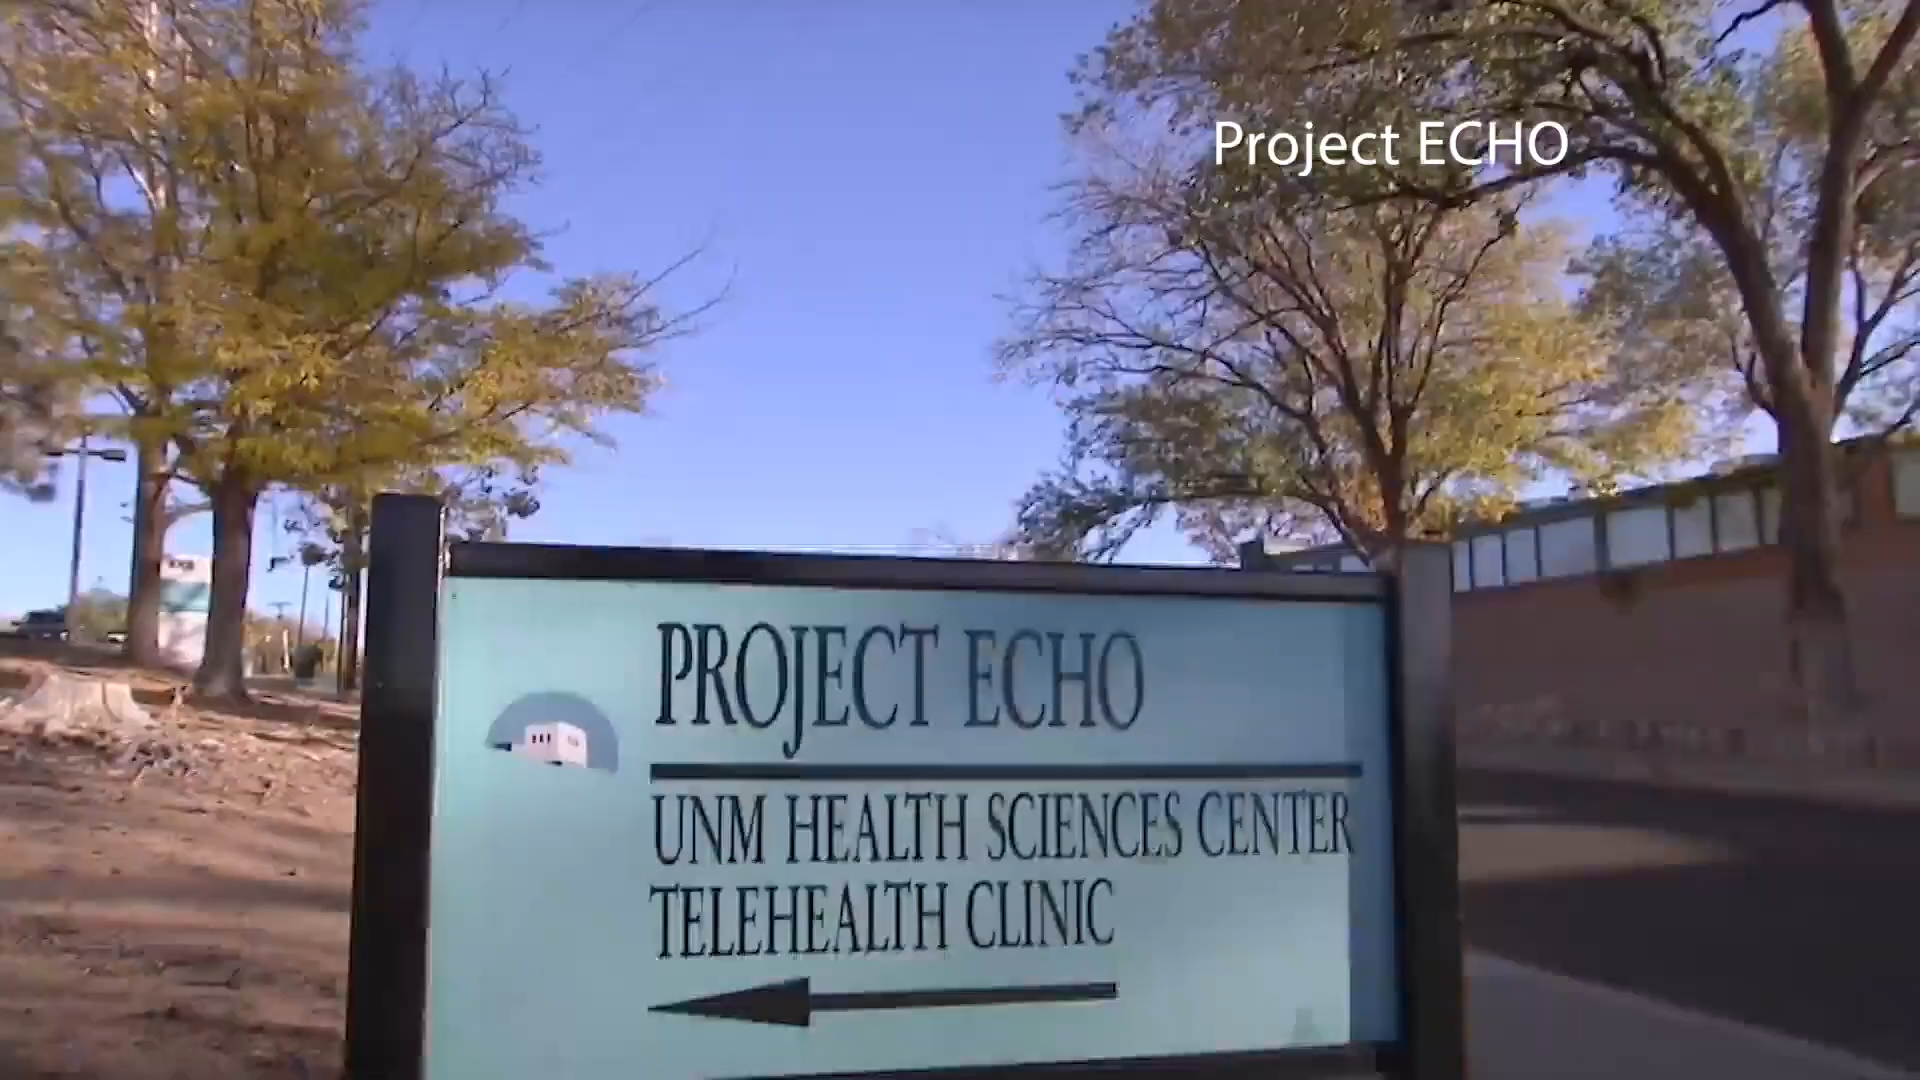 Project ECHO
PROJECT ECHO
UNM HEALTH SCIENCES CENTER
TELEHEALTH CLINIC